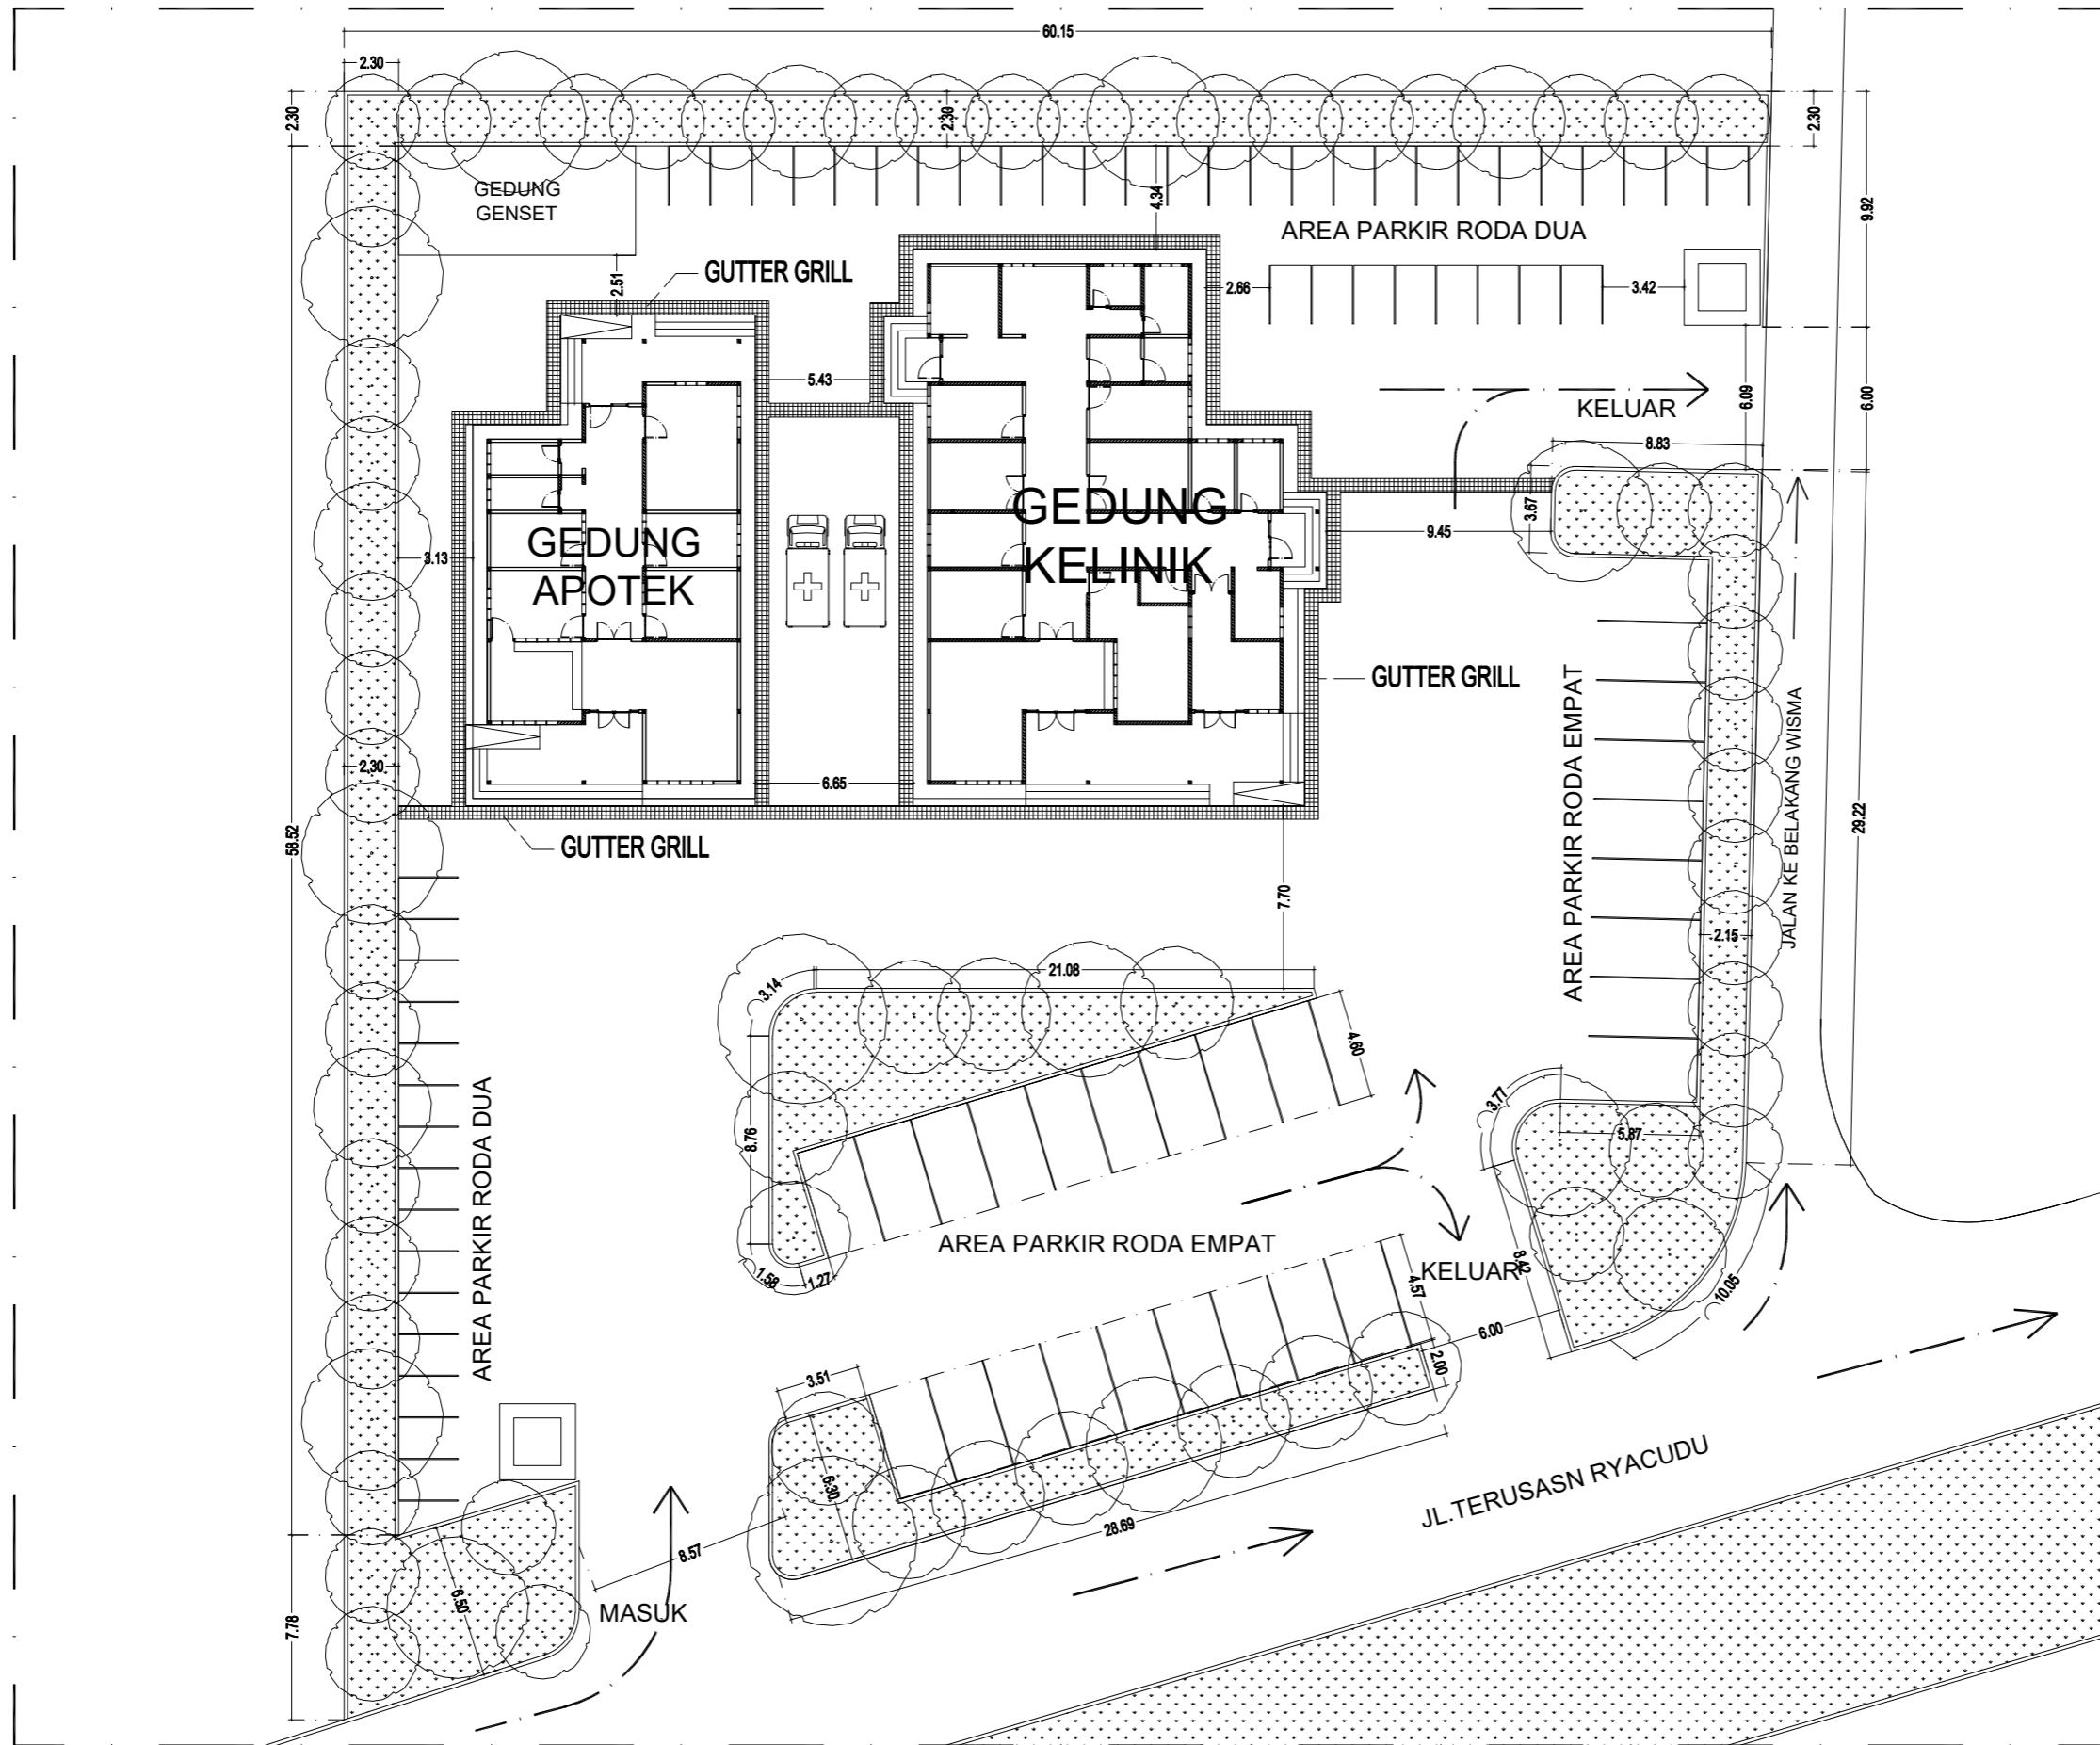 60.15
2.30
2.30
2.30
2.30
GEDUNG
GENSET
4.34
9.92
AREA PARKIR RODA DUA
GUTTER GRILL
2.51
2.66
3.42
5.43
KELUAR
6.09
6.00
8.83
GEDUNG
KELINIK
3.67
9.45
GEDUNG
APOTEK
3.13
GUTTER GRILL
AREA PARKIR RODA EMPAT
JALAN KE BELAKANG WISMA
2.30
6.65
58.52
29.22
GUTTER GRILL
7.70
2.15
21.08
3.14
4.60
8.76
3.77
5.87
AREA PARKIR RODA DUA
AREA PARKIR RODA EMPAT
1.58
1.27
KELUAR
8.42
4.57
10.05
6.00
3.51
2.00
6.30
JL.TERUSASN RYACUDU
28.69
8.57
6.50
MASUK
7.78